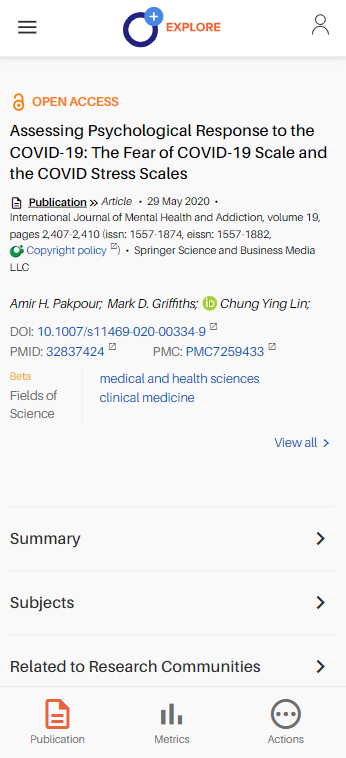 EXPLORE
OPEN ACCESS
Assessing Psychological Response to the
COVID-19: The Fear of COVID-19 Scale and
the COVID Stress Scales
Publication » Article • 29 May 2020 •
International Journal of Mental Health and Addiction, volume 19,
pages 2,407-2,410 (issn: 1557-1874, eissn: 1557-1882,
Copyright policy ) • Springer Science and Business Media
LLC
Amir H. Pakpour; Mark D. Griffiths; iD Chung Ying Lin;
DOI: 10.1007/s11469-020-00334-9
PMID: 32837424 PMC: PMC7259433
Beta
Fields of
Science
medical and health sciences
clinical medicine
View all
Summary
Subjects
Related to Research Communities
Publication
Metrics
Actions